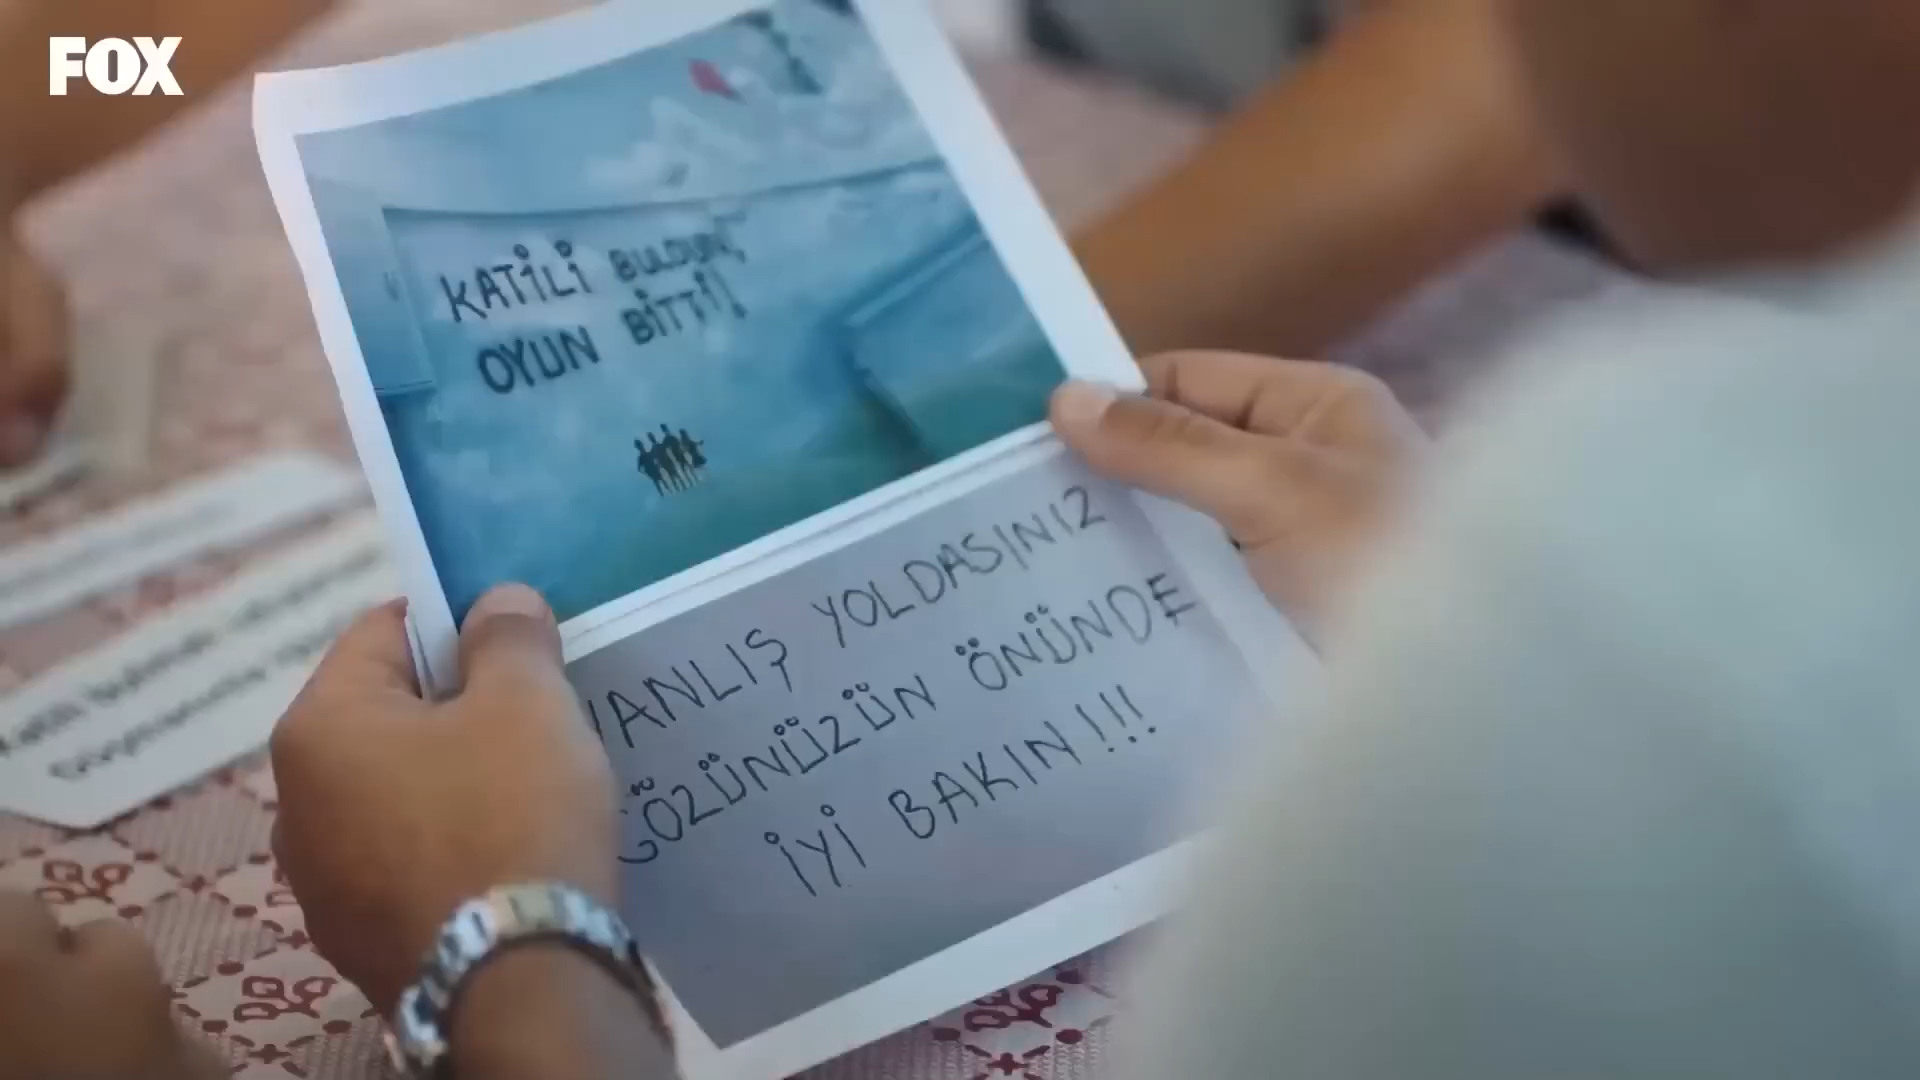 FOX
KATİLİ BULDUN,
OYUN BİTTİ!
YANLIŞ YOLDASINIZ
GÖZÜNÜZÜN ÖNÜNDE
İYİ BAKIN!!!